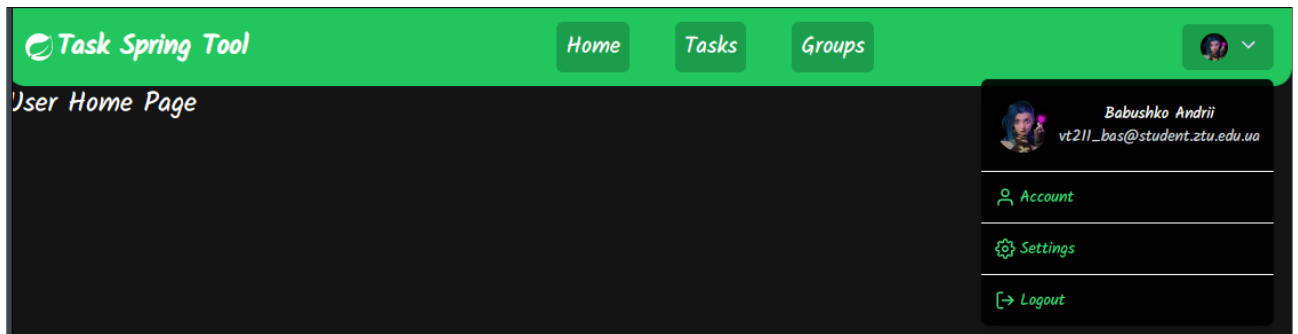 Task Spring Tool
Home
Tasks
Groups
User Home Page
Babushko Andrii
vt211_bas@student.ztu.edu.ua
Account
Settings
Logout